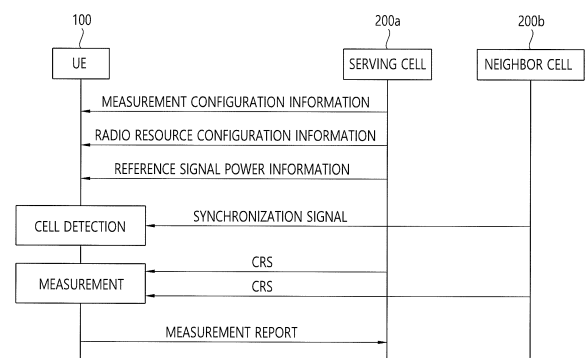 100
200a
200b
UE
SERVING CELL
NEIGHBOR CELL
MEASUREMENT CONFIGURATION INFORMATION
RADIO RESOURCE CONFIGURATION INFORMATION
REFERENCE SIGNAL POWER INFORMATION
CELL DETECTION
SYNCHRONIZATION SIGNAL
CRS
MEASUREMENT
CRS
MEASUREMENT REPORT